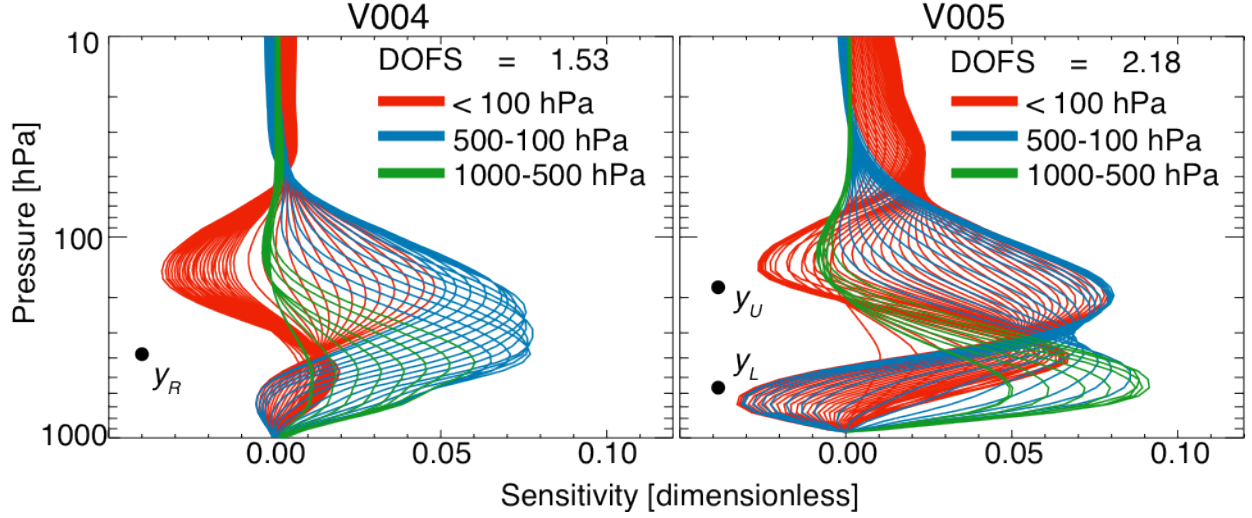 V004
V005
10
100
1000
Pressure [hPa]
DOFS = 1.53
< 100 hPa
500-100 hPa
1000-500 hPa
y_R
0.00 0.05 0.10
DOFS = 2.18
< 100 hPa
500-100 hPa
1000-500 hPa
y_U
y_L
0.00 0.05 0.10
Sensitivity [dimensionless]